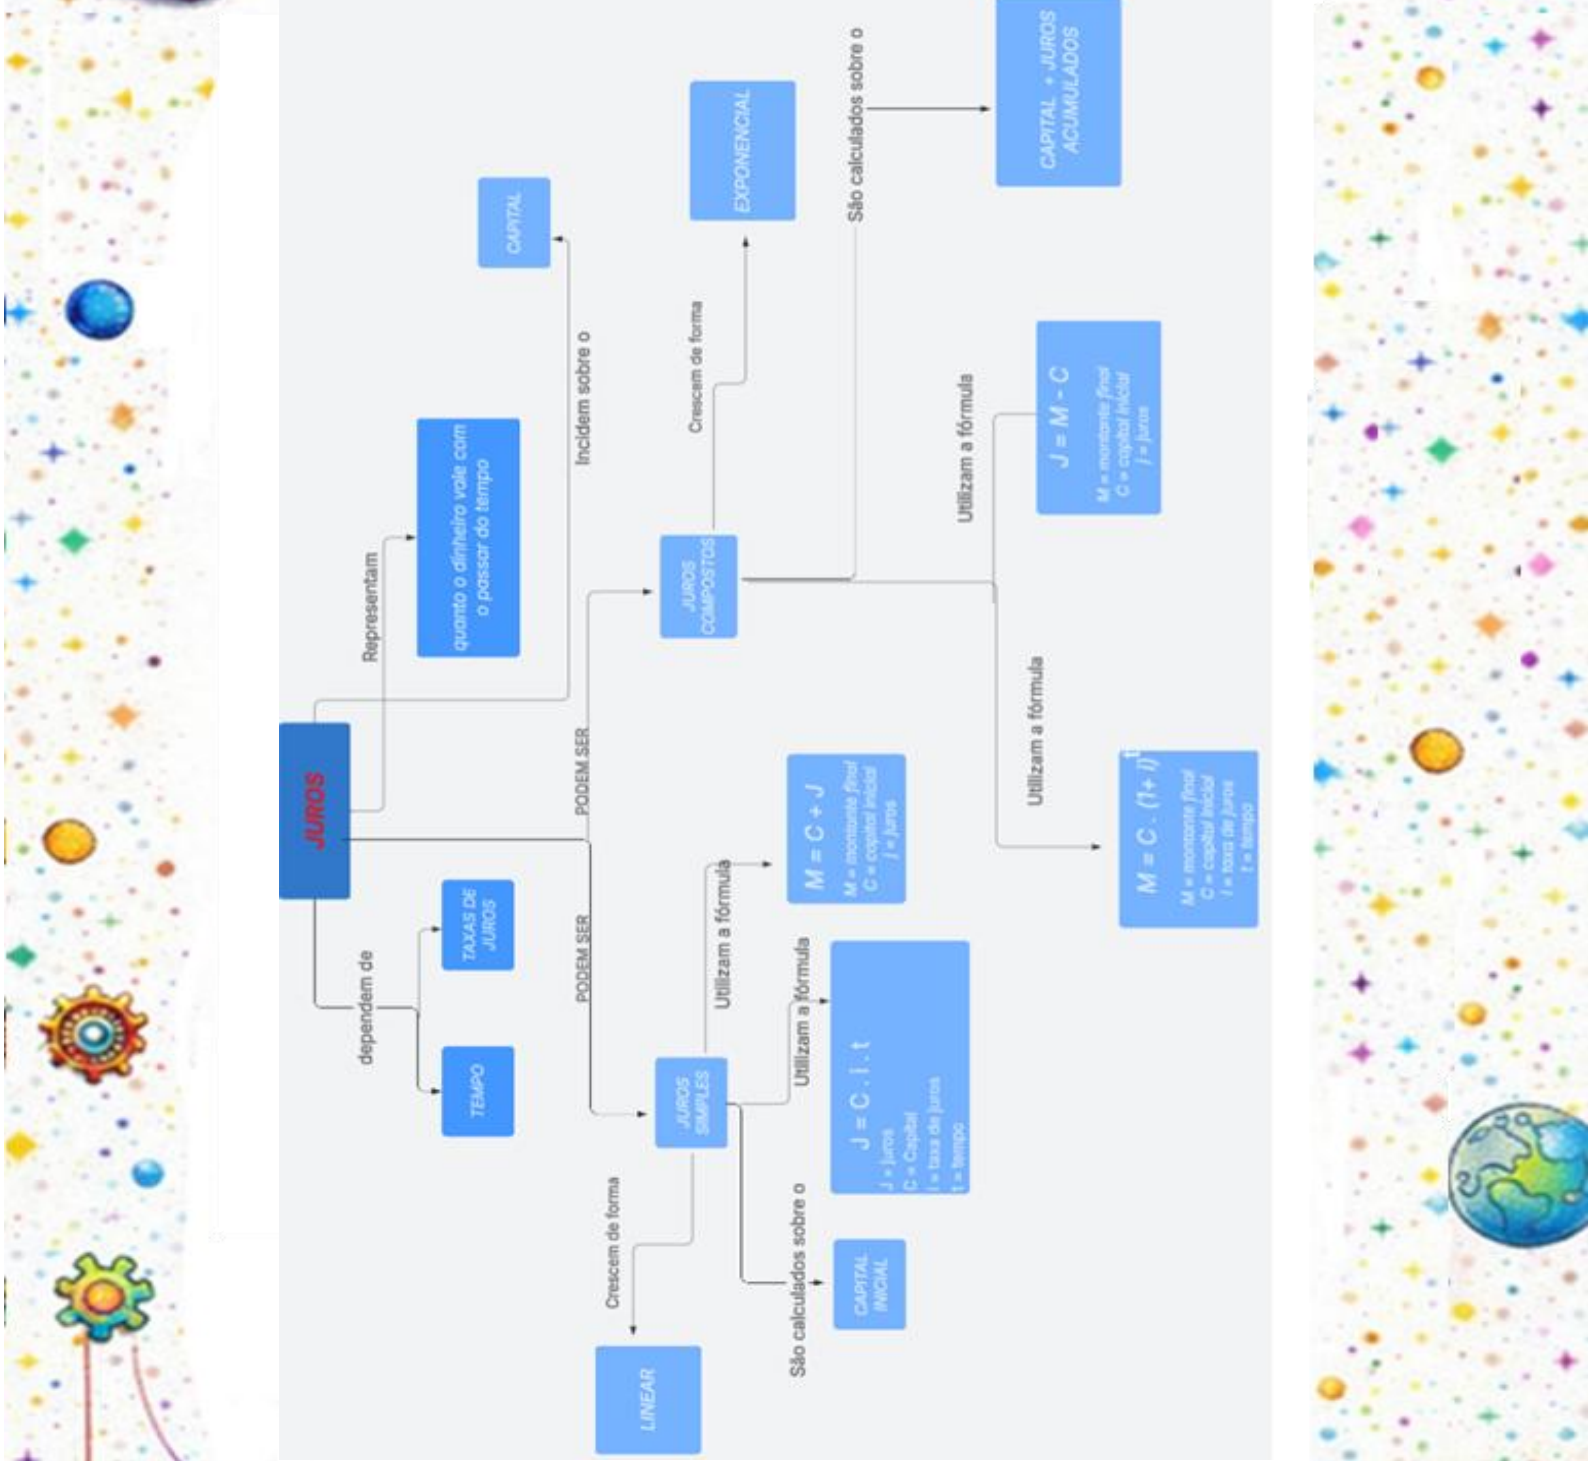 JUROS
dependem de
TEMPO
TAXAS DE
JUROS
Representam
quanto o dinheiro vale com
o passar do tempo
Incidem sobre o
CAPITAL
PODEM SER
PODEM SER
JUROS
SIMPLES
Crescem de forma
LINEAR
São calculados sobre o
CAPITAL
INICIAL
Utilizam a fórmula
J = C . i . t
J = juros
C = Capital
i = taxa de juros
t = tempo
Utilizam a fórmula
M = C + J
M = montante final
C = capital inicial
j = juros
JUROS
COMPOSTOS
Crescem de forma
EXPONENCIAL
São calculados sobre o
CAPITAL + JUROS
ACUMULADOS
Utilizam a fórmula
J = M - C
M = montante final
C = capital inicial
j = juros
Utilizam a fórmula
M = C . (1+ i) t
M = montante final
C = capital inicial
i = taxa de juros
t = tempo